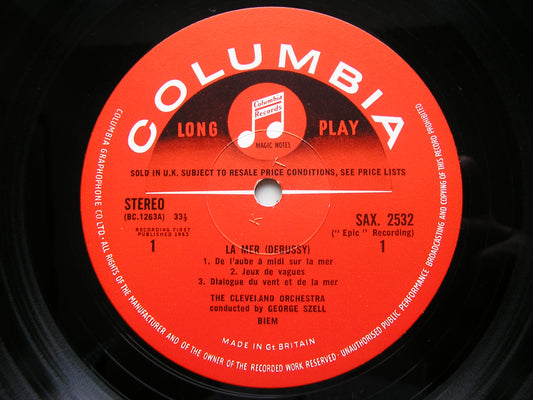 COLUMBIA
Columbia
Records
MAGIC NOTES
LONG PLAY
SOLD IN U.K. SUBJECT TO RESALE PRICE CONDITIONS, SEE PRICE LISTS
STEREO
(BC.1263A) 33⅓
SAX. 2532
("Epic" Recording)
RECORDING FIRST
PUBLISHED 1963
1 1
LA MER (DEBUSSY)
1. De l'aube à midi sur la mer
2. Jeux de vagues
3. Dialogue du vent et de la mer
THE CLEVELAND ORCHESTRA
conducted by GEORGE SZELL
BIEM
MADE IN Gt. BRITAIN
COLUMBIA GRAPHOPHONE CO. LTD. ALL RIGHTS OF THE MANUFACTURER AND OF THE OWNER OF THE RECORDED WORK RESERVED · UNAUTHORISED PUBLIC PERFORMANCE BROADCASTING AND COPYING OF THIS RECORD PROHIBITED